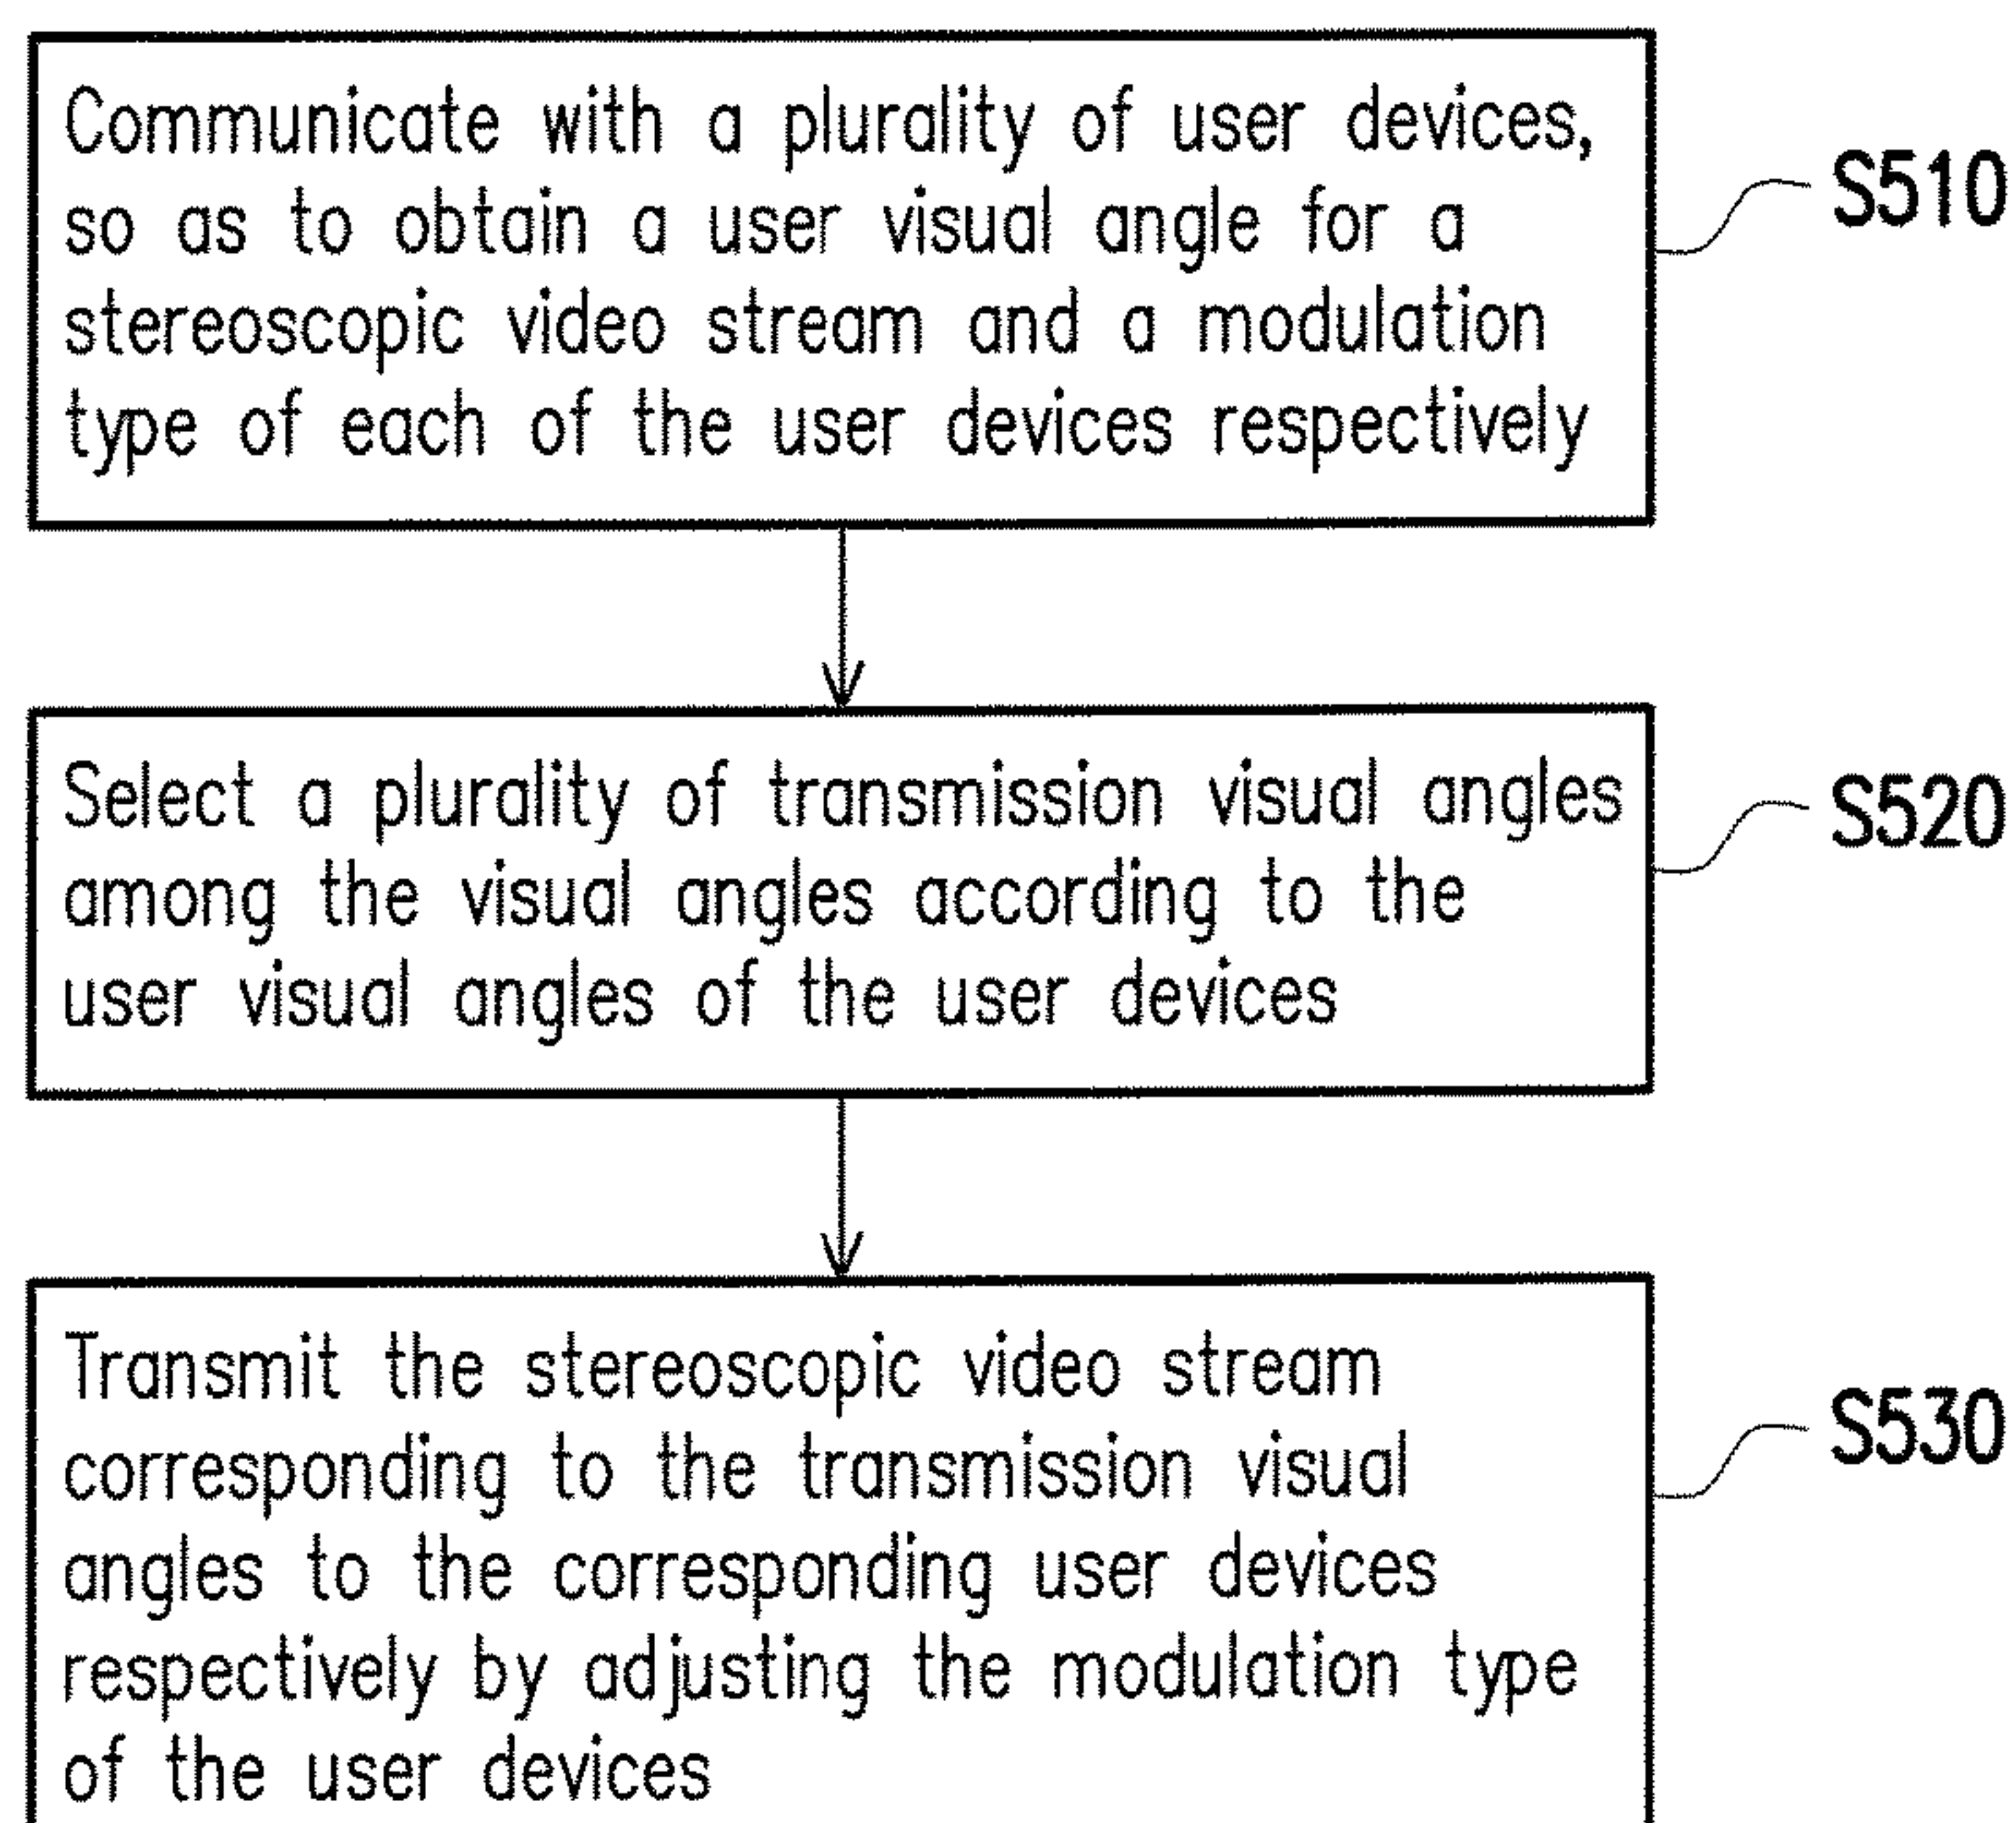 Communicate with a plurality of user devices,
so as to obtain a user visual angle for a
stereoscopic video stream and a modulation
type of each of the user devices respectively
S510
Select a plurality of transmission visual angles
among the visual angles according to the
user visual angles of the user devices
S520
Transmit the stereoscopic video stream
corresponding to the transmission visual
angles to the corresponding user devices
respectively by adjusting the modulation type
of the user devices
S530